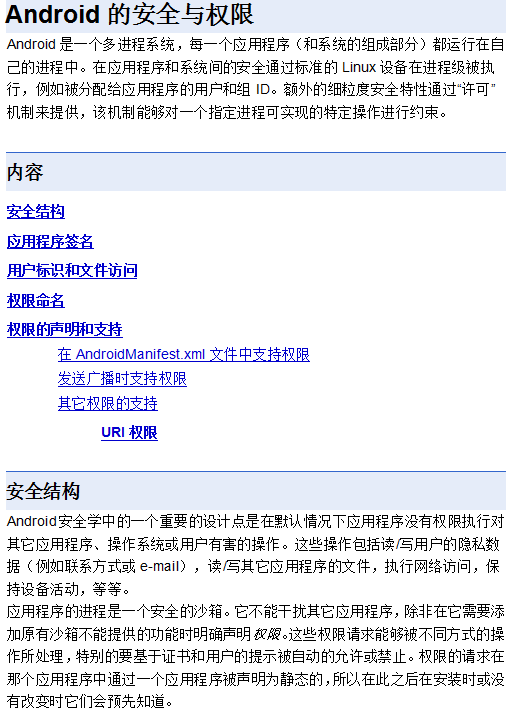 Android 的安全与权限
Android 是一个多进程系统，每一个应用程序（和系统的组成部分）都运行在自
己的进程中。在应用程序和系统间的安全通过标准的 Linux 设备在进程级被执
行，例如被分配给应用程序的用户和组 ID。额外的细粒度安全特性通过“许可”
机制来提供，该机制能够对一个指定进程可实现的特定操作进行约束。
内容
安全结构
应用程序签名
用户标识和文件访问
权限命名
权限的声明和支持
在 AndroidManifest.xml 文件中支持权限
发送广播时支持权限
其它权限的支持
URI 权限
安全结构
Android安全学中的一个重要的设计点是在默认情况下应用程序没有权限执行对
其它应用程序、操作系统或用户有害的操作。这些操作包括读/写用户的隐私数
据（例如联系方式或 e-mail），读/写其它应用程序的文件，执行网络访问，保
持设备活动，等等。
应用程序的进程是一个安全的沙箱。它不能干扰其它应用程序，除非在它需要添
加原有沙箱不能提供的功能时明确声明权限。这些权限请求能够被不同方式的操
作所处理，特别的要基于证书和用户的提示被自动的允许或禁止。权限的请求在
那个应用程序中通过一个应用程序被声明为静态的，所以在此之后在安装时或没
有改变时它们会预先知道。